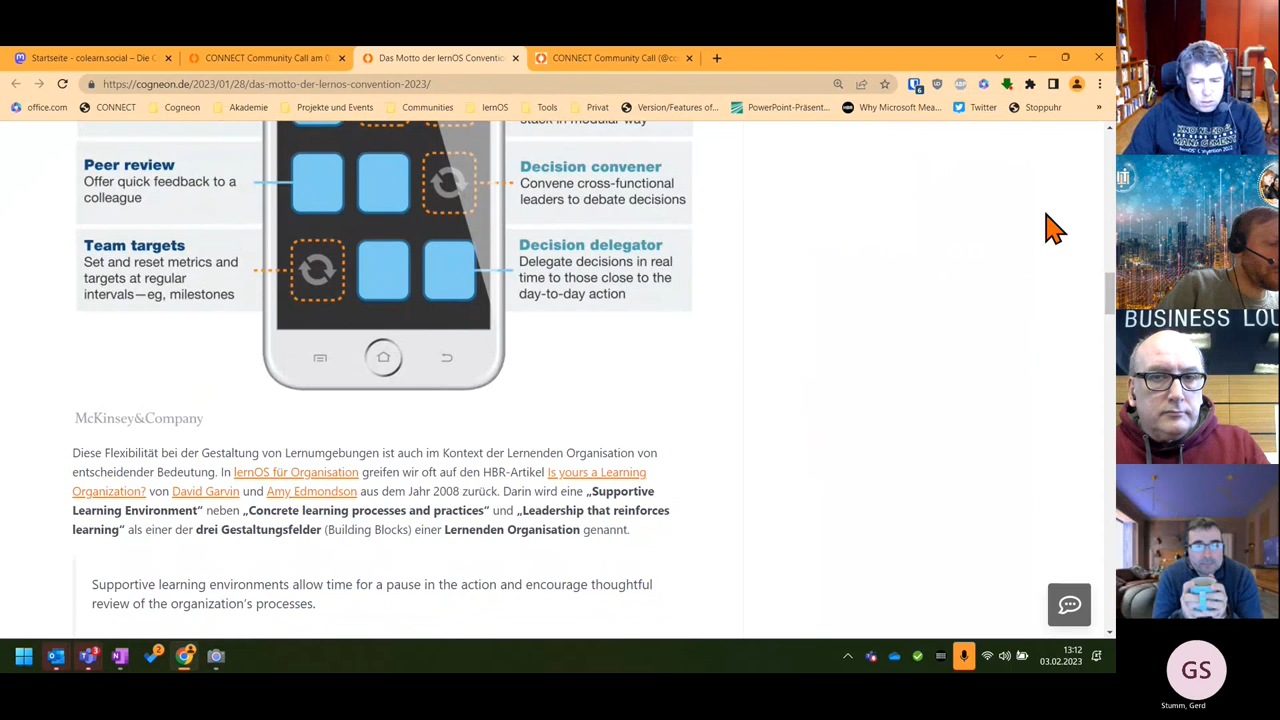 Startseite - colearn.social – Die C
CONNECT Community Call am 0
Das Motto der lernOS Conventio
CONNECT Community Call (@co
https://cogneon.de/2023/01/28/das-motto-der-lernos-convention-2023/
6
office.com
CONNECT
Cogneon
Akademie
Projekte und Events
Communities
lernOS
Tools
Privat
Version/Features of...
PowerPoint-Präsent...
Why Microsoft Mea...
Twitter
Stoppuhr
»
stack in modular way
Peer review
Offer quick feedback to a
colleague
Decision convener
Convene cross-functional
leaders to debate decisions
Team targets
Set and reset metrics and
targets at regular
intervals—eg, milestones
Decision delegator
Delegate decisions in real
time to those close to the
day-to-day action
McKinsey&Company
Diese Flexibilität bei der Gestaltung von Lernumgebungen ist auch im Kontext der Lernenden Organisation von
entscheidender Bedeutung. In lernOS für Organisation greifen wir oft auf den HBR-Artikel Is yours a Learning
Organization? von David Garvin und Amy Edmondson aus dem Jahr 2008 zurück. Darin wird eine „Supportive
Learning Environment“ neben „Concrete learning processes and practices“ und „Leadership that reinforces
learning“ als einer der drei Gestaltungsfelder (Building Blocks) einer Lernenden Organisation genannt.
Supportive learning environments allow time for a pause in the action and encourage thoughtful
review of the organization’s processes.
3
2
13:12
03.02.2023
BUSINESS LOU
GS
Stumm, Gerd